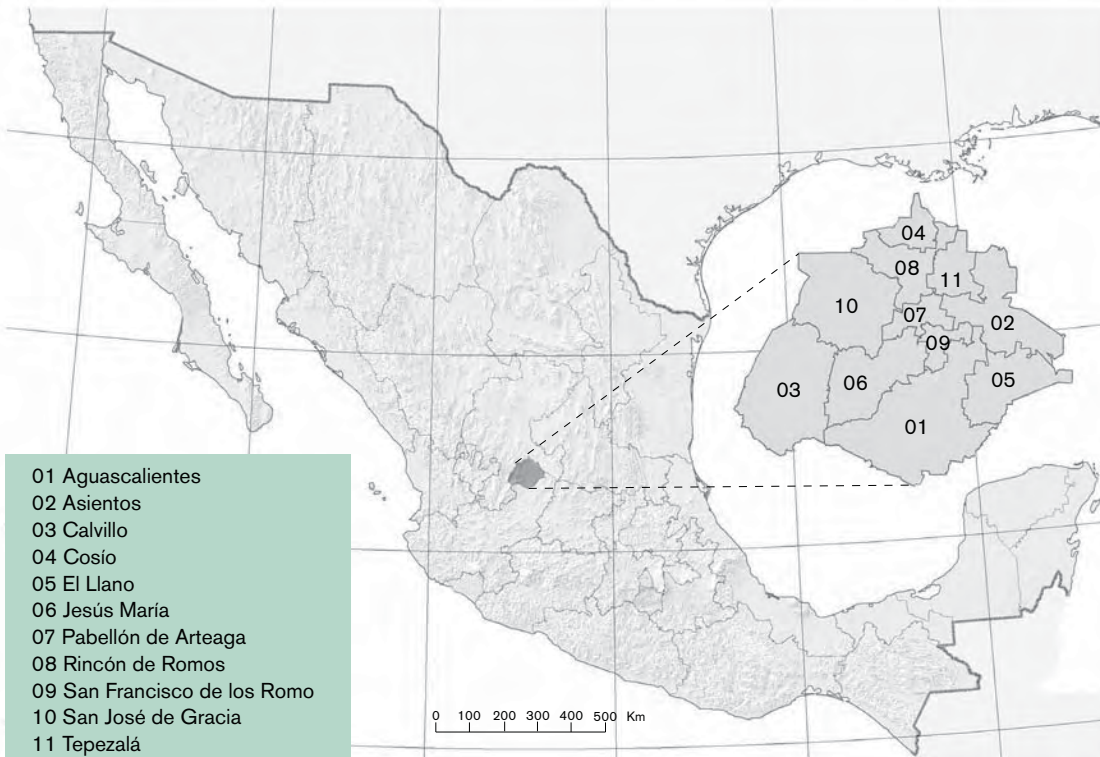 04
08
11
10
07
02
09
03
06
05
01
01 Aguascalientes
02 Asientos
03 Calvillo
04 Cosío
05 El Llano
06 Jesús María
07 Pabellón de Arteaga
08 Rincón de Romos
09 San Francisco de los Romo
10 San José de Gracia
11 Tepezalá
0 100 200 300 400 500 Km